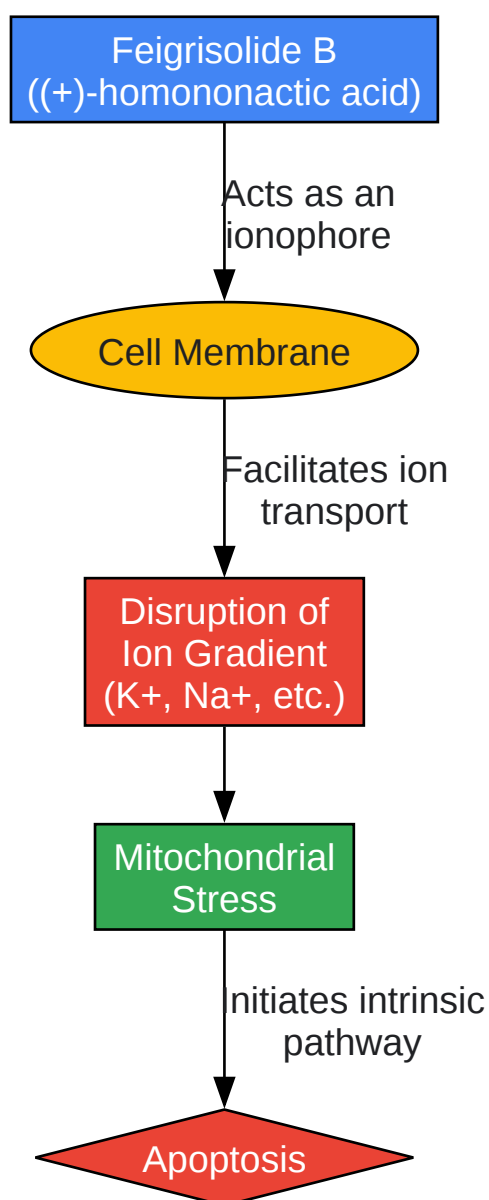 Feigrisolide B
((+)-homononactic acid)
Acts as an
ionophore
Cell Membrane
Facilitates ion
transport
Disruption of
Ion Gradient
(K+, Na+, etc.)
Mitochondrial
Stress
Initiates intrinsic
pathway
Apoptosis